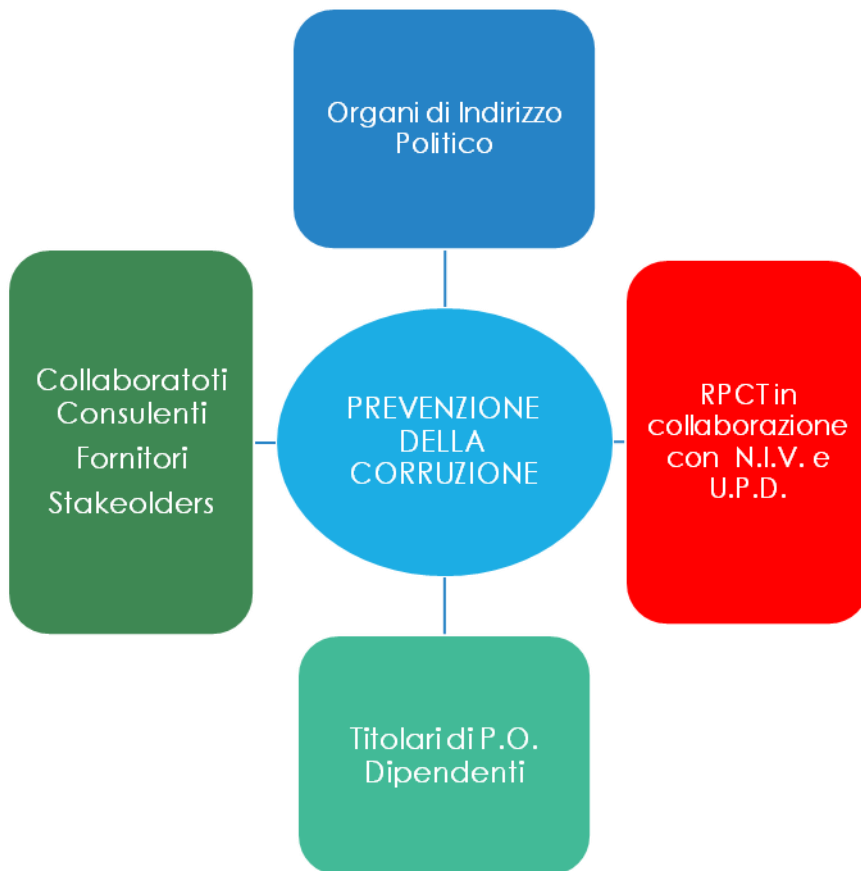 Organi di Indirizzo
Politico
Collaboratoti
Consulenti
Fornitori
Stakeolders
PREVENZIONE
DELLA
CORRUZIONE
RPCT in
collaborazione
con N.I.V. e
U.P.D.
Titolari di P.O.
Dipendenti